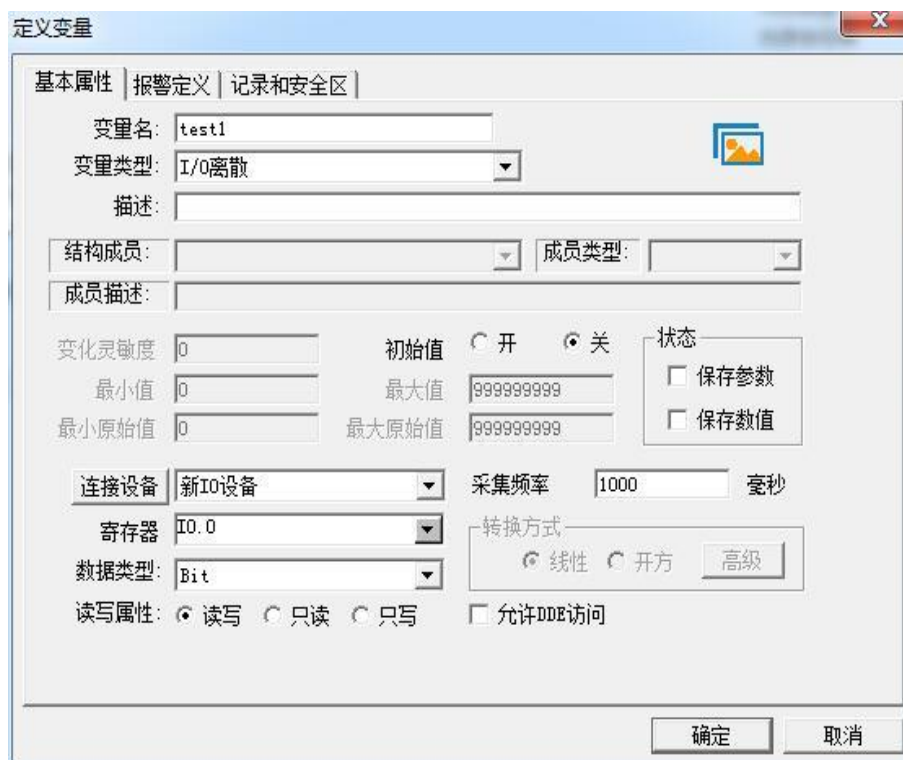 定义变量
基本属性 报警定义 记录和安全区
变量名: test1
变量类型: I/O离散
描述:
结构成员: 成员类型:
成员描述:
变化灵敏度 0 初始值 开 关 状态
最小值 0 最大值 999999999 保存参数
最小原始值 0 最大原始值 999999999 保存数值
连接设备 新IO设备 采集频率 1000 毫秒
寄存器 I0.0 转换方式
数据类型: Bit 线性 开方 高级
读写属性: 读写 只读 只写 允许DDE访问
确定 取消